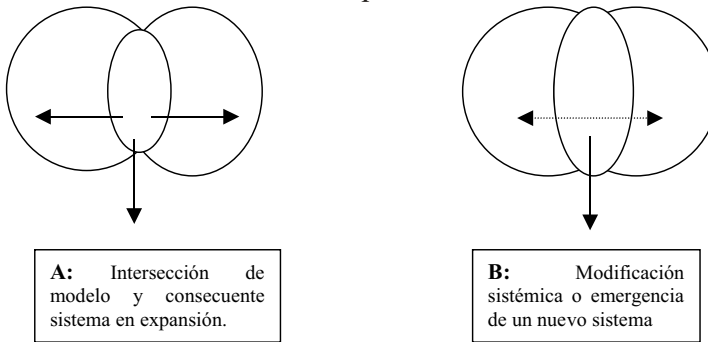 A: Intersección de
modelo y consecuente
sistema en expansión.
B: Modificación
sistémica o emergencia
de un nuevo sistema